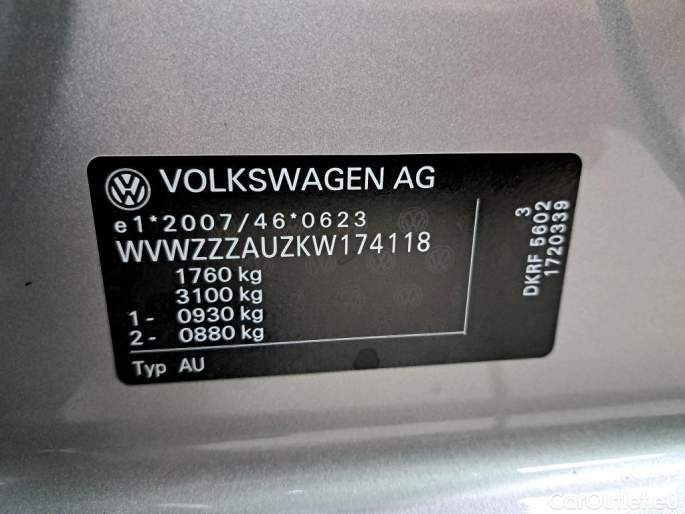 VOLKSWAGEN AG
e1*2007/46*0623
WVWZZZAUZKW174118
1760 kg
3100 kg
1- 0930 kg
2- 0880 kg
Typ AU
3
DKRF 5602
1720339
CarOutlet.eu